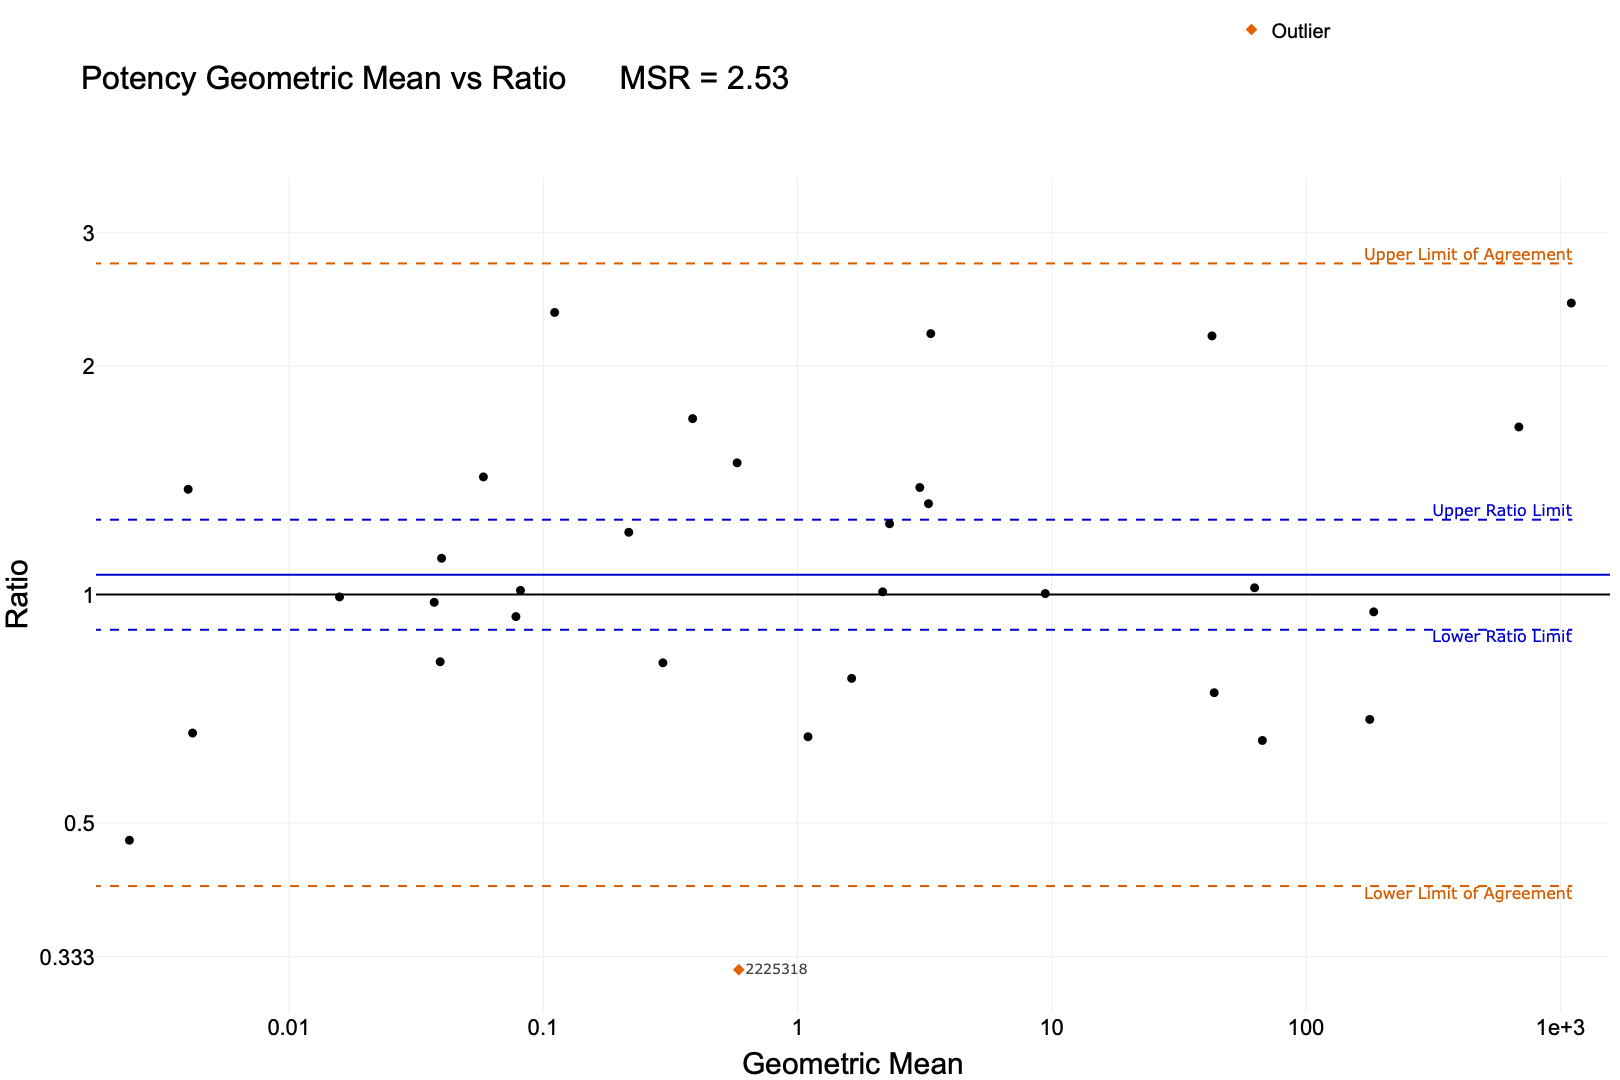 Outlier
Potency Geometric Mean vs Ratio MSR = 2.53
3
Upper Limit of Agreement
2
Upper Ratio Limit
Ratio
1
Lower Ratio Limit
0.5
Lower Limit of Agreement
0.333
2225318
0.01 0.1 1 10 100 1e+3
Geometric Mean